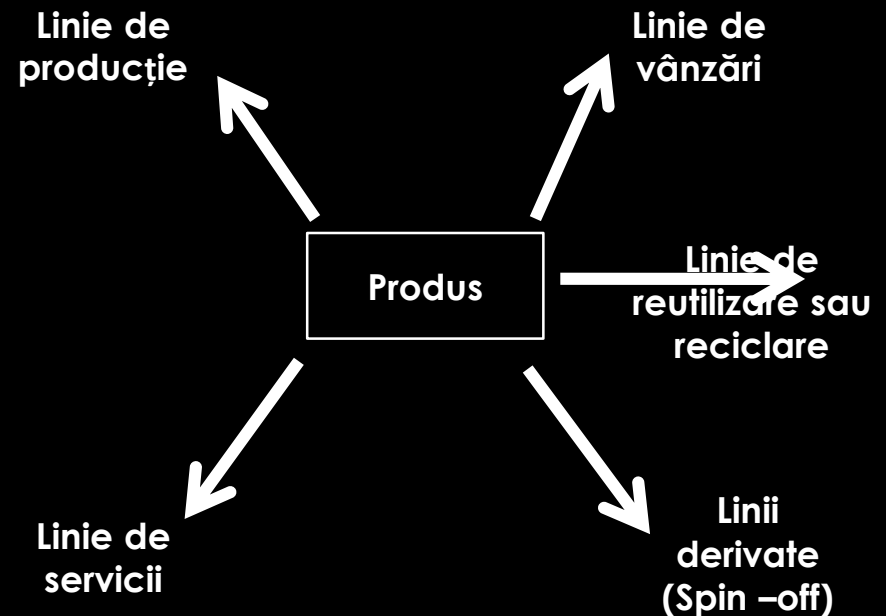 Linie de
producție
Linie de
vânzări
Produs
Linie de
reutilizare sau
reciclare
Linie de
servicii
Linii
derivate
(Spin –off)